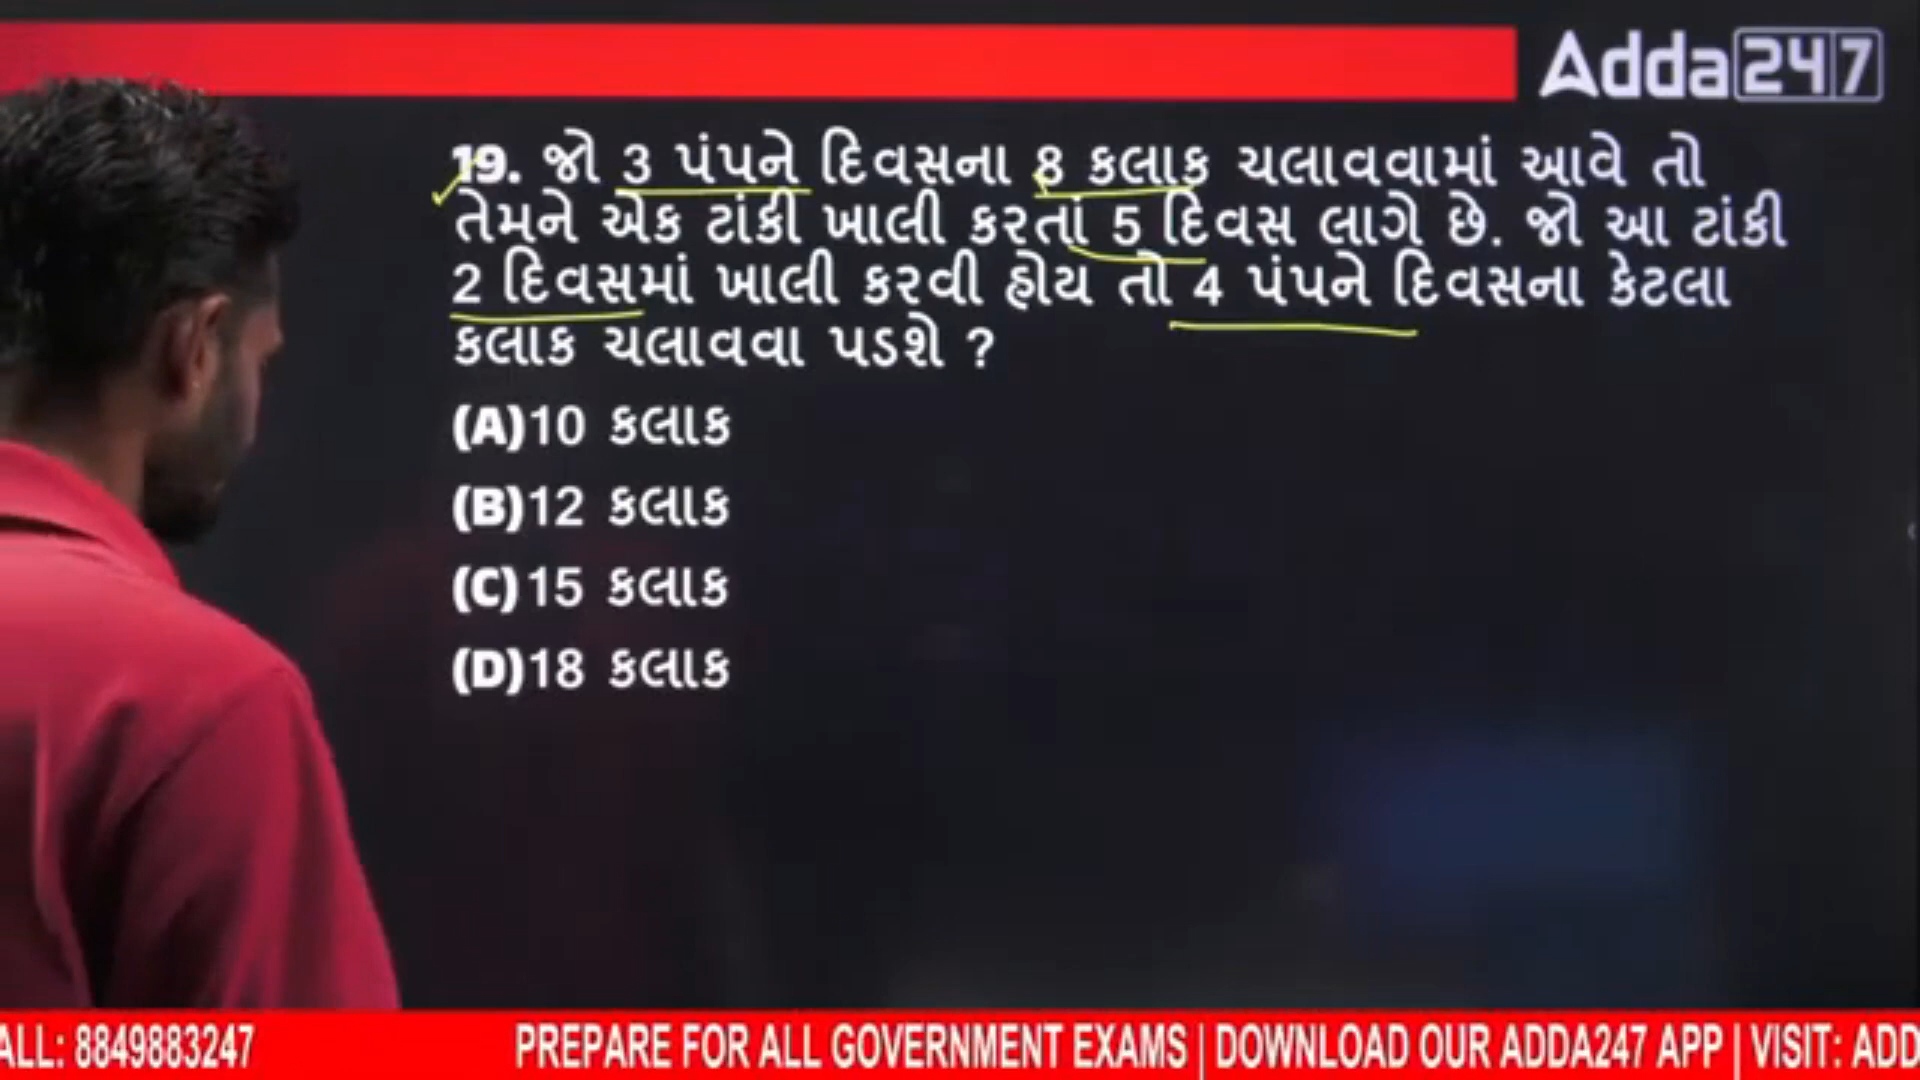 Adda247
19. જો 3 પંપને દિવસના 8 કલાક ચલાવવામાં આવે તો
તેમને એક ટાંકી ખાલી કરતાં 5 દિવસ લાગે છે. જો આ ટાંકી
2 દિવસમાં ખાલી કરવી હોય તો 4 પંપને દિવસના કેટલા
કલાક ચલાવવા પડશે ?
(A)10 કલાક
(B)12 કલાક
(C)15 કલાક
(D)18 કલાક
ALL: 8849883247 PREPARE FOR ALL GOVERNMENT EXAMS | DOWNLOAD OUR ADDA247 APP | VISIT: ADD